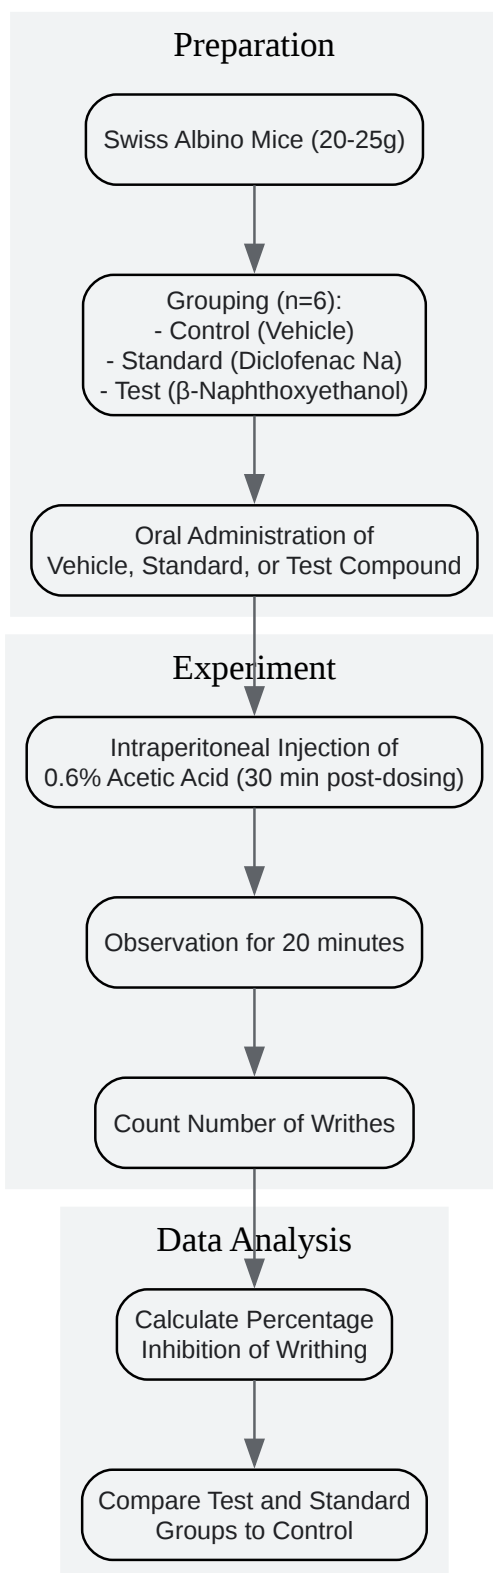 Preparation
Swiss Albino Mice (20-25g)
Grouping (n=6):
- Control (Vehicle)
- Standard (Diclofenac Na)
- Test (β-Naphthoxyethanol)
Oral Administration of
Vehicle, Standard, or Test Compound
Experiment
Intraperitoneal Injection of
0.6% Acetic Acid (30 min post-dosing)
Observation for 20 minutes
Count Number of Writhes
Data Analysis
Calculate Percentage
Inhibition of Writhing
Compare Test and Standard
Groups to Control